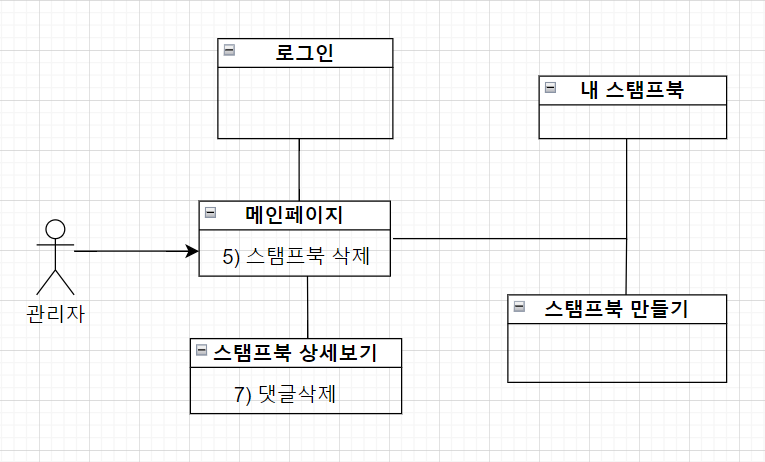 로그인
내 스탬프북
메인페이지
5) 스탬프북 삭제
관리자
스탬프북 만들기
스탬프북 상세보기
7) 댓글삭제